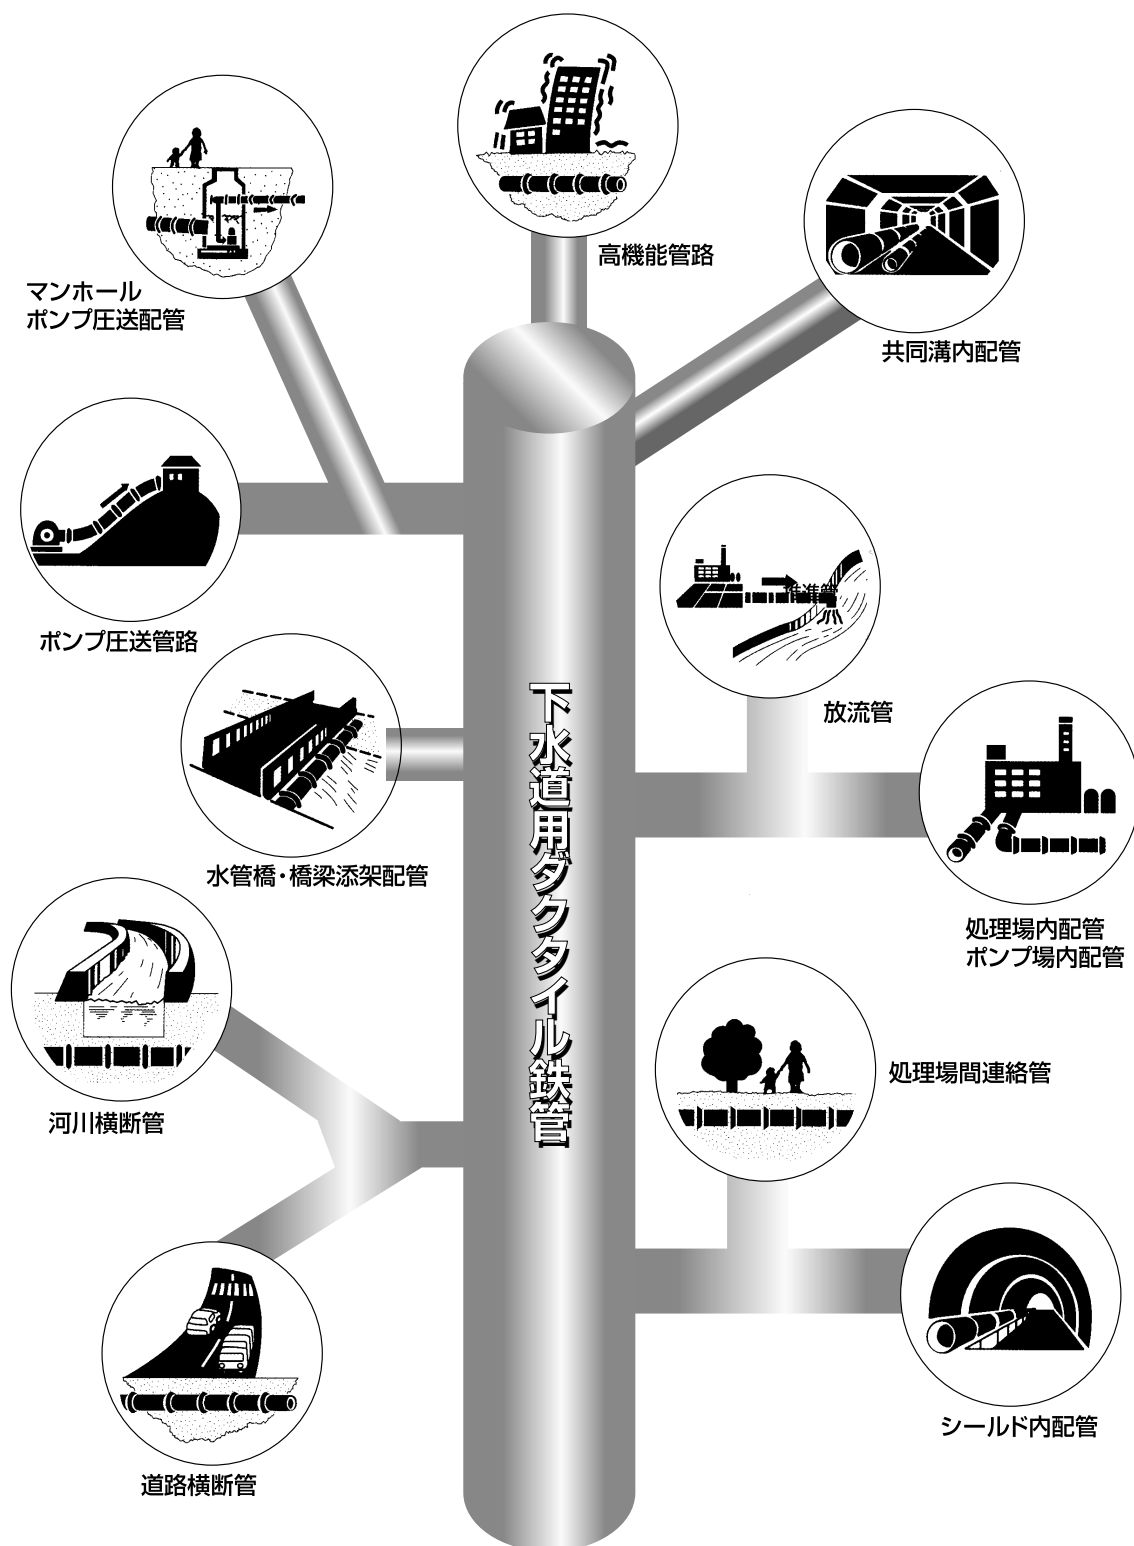 高機能管路
マンホール
ポンプ圧送配管
共同溝内配管
ポンプ圧送管路
推進管
放流管
水管橋・橋梁添架配管
下水道用ダクタイル鉄管
処理場内配管
ポンプ場内配管
河川横断管
処理場間連絡管
シールド内配管
道路横断管